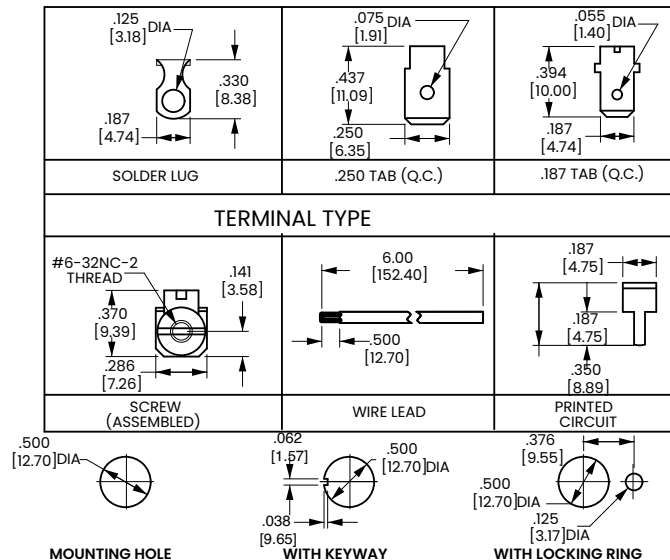 .125
[3.18] DIA
.330
[8.38]
.187
[4.74]
SOLDER LUG
.075
[1.91] DIA
.437
[11.09]
.250
[6.35]
.250 TAB (Q.C.)
.055
[1.40] DIA
.394
[10.00]
.187
[4.74]
.187 TAB (Q.C.)
TERMINAL TYPE
#6-32NC-2
THREAD
.141
[3.58]
.370
[9.39]
.286
[7.26]
SCREW
(ASSEMBLED)
6.00
[152.40]
.500
[12.70]
WIRE LEAD
.187
[4.75]
.187
[4.75]
.350
[8.89]
PRINTED
CIRCUIT
.500
[12.70] DIA
MOUNTING HOLE
.062
[1.57]
.500
[12.70] DIA
.038
[9.65]
WITH KEYWAY
.376
[9.55]
.500
[12.70] DIA
.125
[3.17] DIA
WITH LOCKING RING